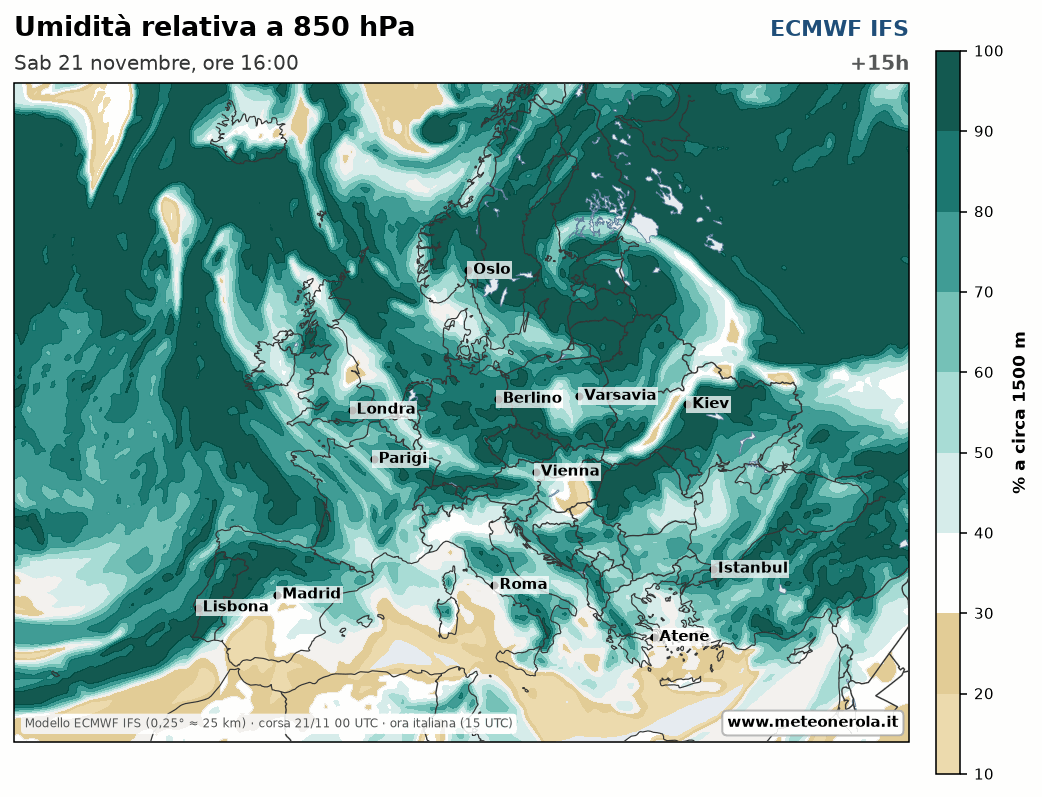 Umidità relativa a 850 hPa
ECMWF IFS
Sab 21 novembre, ore 16:00
+15h
100
90
80
70
60
50
40
30
20
10
% a circa 1500 m
Oslo
Berlino
Varsavia
Kiev
Londra
Parigi
Vienna
Istanbul
Roma
Madrid
Lisbona
Atene
Modello ECMWF IFS (0,25° ≈ 25 km) · corsa 21/11 00 UTC · ora italiana (15 UTC)
www.meteonerola.it